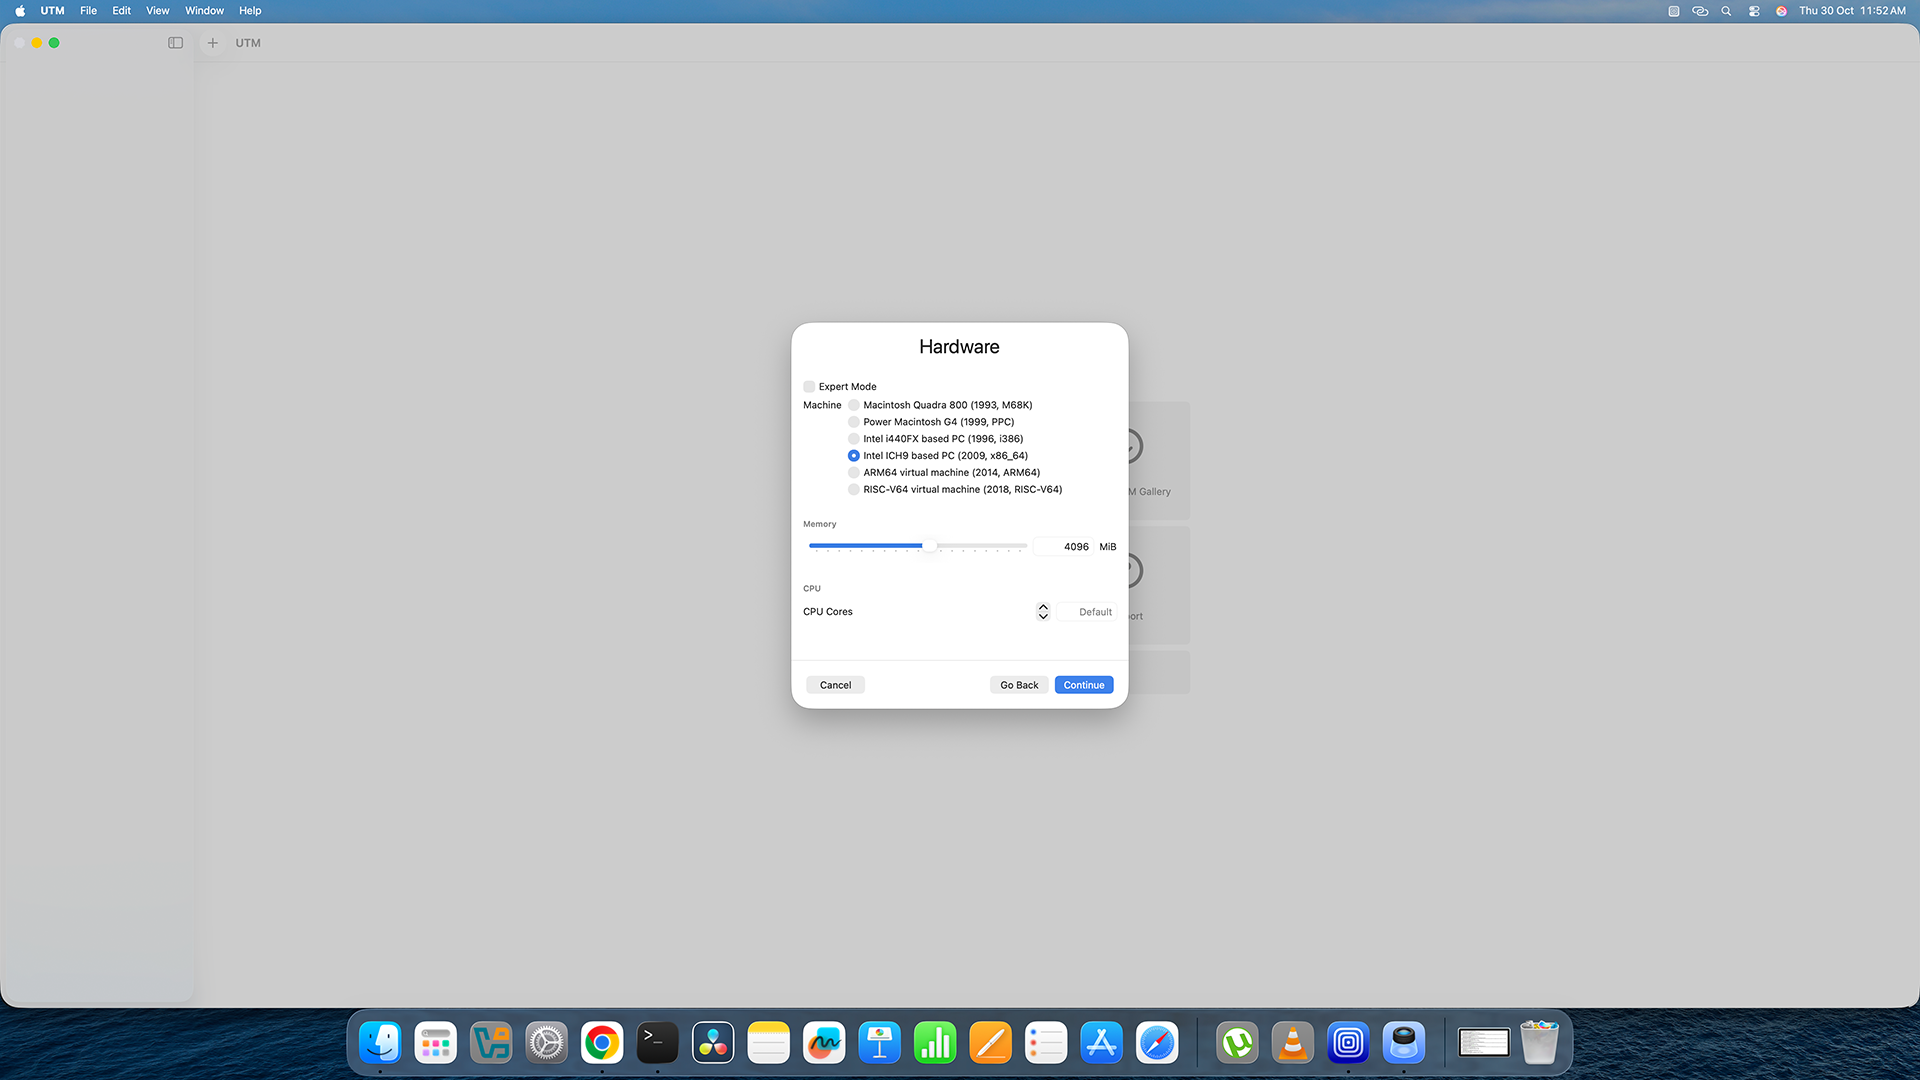 UTM File Edit View Window Help Thu 30 Oct 11:52 AM
UTM
Hardware
Expert Mode
Machine Macintosh Quadra 800 (1993, M68K)
Power Macintosh G4 (1999, PPC)
Intel i440FX based PC (1996, i386)
Intel ICH9 based PC (2009, x86_64)
ARM64 virtual machine (2014, ARM64)
RISC-V64 virtual machine (2018, RISC-V64)
M Gallery
Memory
4096 MiB
CPU
CPU Cores Default
ort
Cancel Go Back Continue